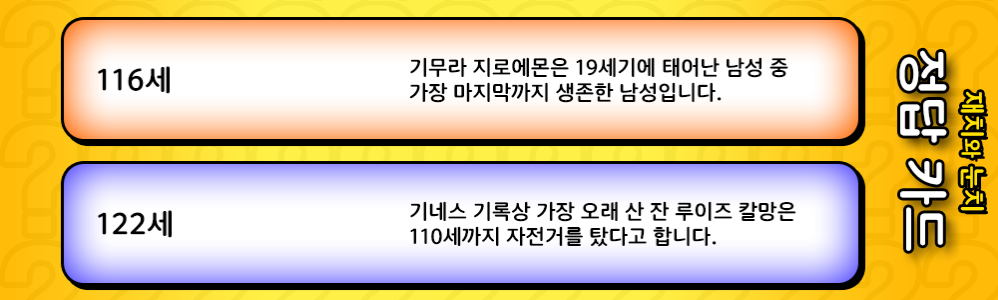 116세
기무라 지로에몬은 19세기에 태어난 남성 중
가장 마지막까지 생존한 남성입니다.
122세
기네스 기록상 가장 오래 산 잔 루이즈 칼망은
110세까지 자전거를 탔다고 합니다.
재치와 눈치
정답 카드